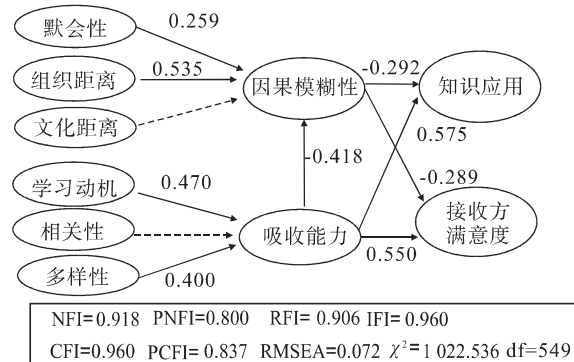 默会性
0.259
组织距离
0.535
因果模糊性
-0.292
知识应用
文化距离
0.575
-0.418
学习动机
0.470
-0.289
相关性
吸收能力
接收方
满意度
0.550
多样性
0.400
NFI=0.918 PNFI=0.800 RFI= 0.906 IFI=0.960
CFI=0.960 PCFI= 0.837 RMSEA=0.072 χ²=1 022.536 df=549